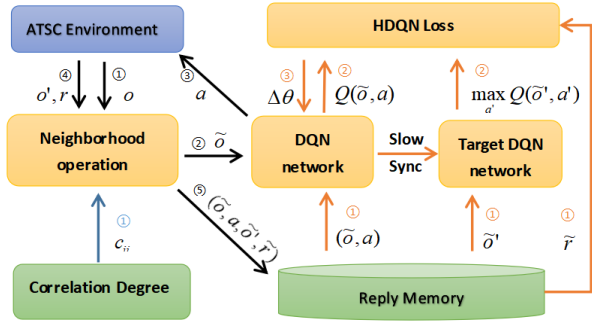 ATSC Environment
HDQN Loss
④ ① ③ ③ ② ②
o', r o a Δθ Q(õ, a) max Q(õ', a')
a'
Neighborhood
operation
② õ
DQN
network
Slow
Sync
Target DQN
network
⑤ (õ, a, õ', r̃)
① ① ① ①
c_ij (õ, a) õ' r̃
Correlation Degree
Reply Memory